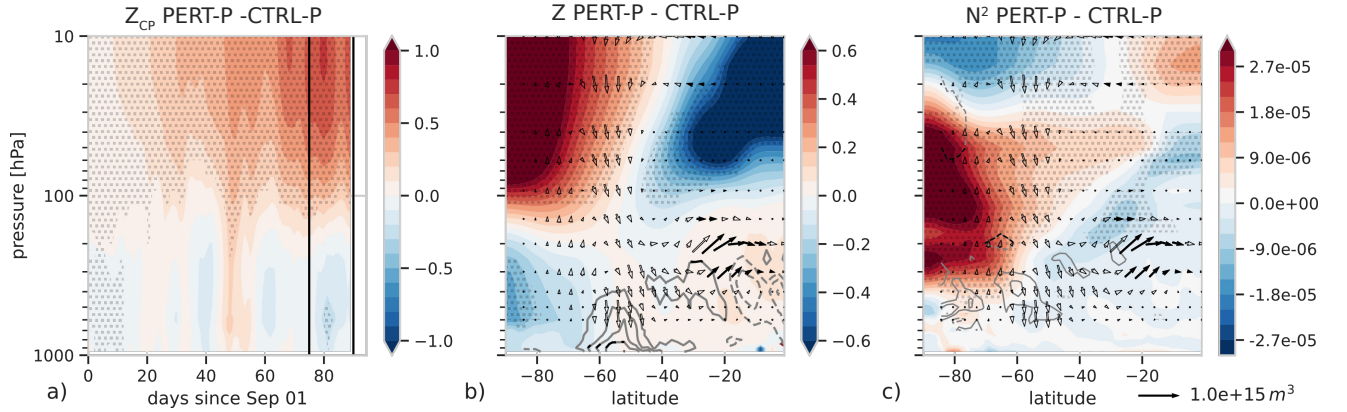 Z_CP PERT-P -CTRL-P
Z PERT-P - CTRL-P
N² PERT-P - CTRL-P
10
100
1000
pressure [hPa]
0
20
40
60
80
days since Sep 01
a)
1.0
0.5
0.0
−0.5
−1.0
−80
−60
−40
−20
latitude
b)
0.6
0.4
0.2
0.0
−0.2
−0.4
−0.6
−80
−60
−40
−20
latitude
c)
2.7e-05
1.8e-05
9.0e-06
0.0e+00
-9.0e-06
-1.8e-05
-2.7e-05
1.0e+15 m³